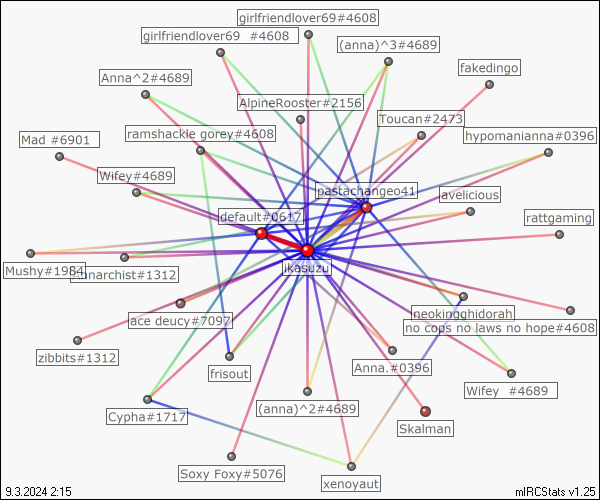 girlfriendlover69#4608
girlfriendlover69  #4608
(anna)^3#4689
fakedingo
Anna^2#4689
AlpineRooster#2156
Toucan#2473
Mad #6901
ramshackle gorey#4608
hypomanianna#0396
Wifey#4689
pastachangeo41
avelicious
default#0617
rattgaming
ikasuzu
Mushy#1984
nnarchist#1312
neokingghidorah
ace deucy#7097
no cops no laws no hope#4608
zibbits#1312
frisout
Anna.#0396
Wifey  #4689
(anna)^2#4689
Cypha#1717
Skalman
Soxy Foxy#5076
xenoyaut
9.3.2024 2:15
mIRCStats v1.25